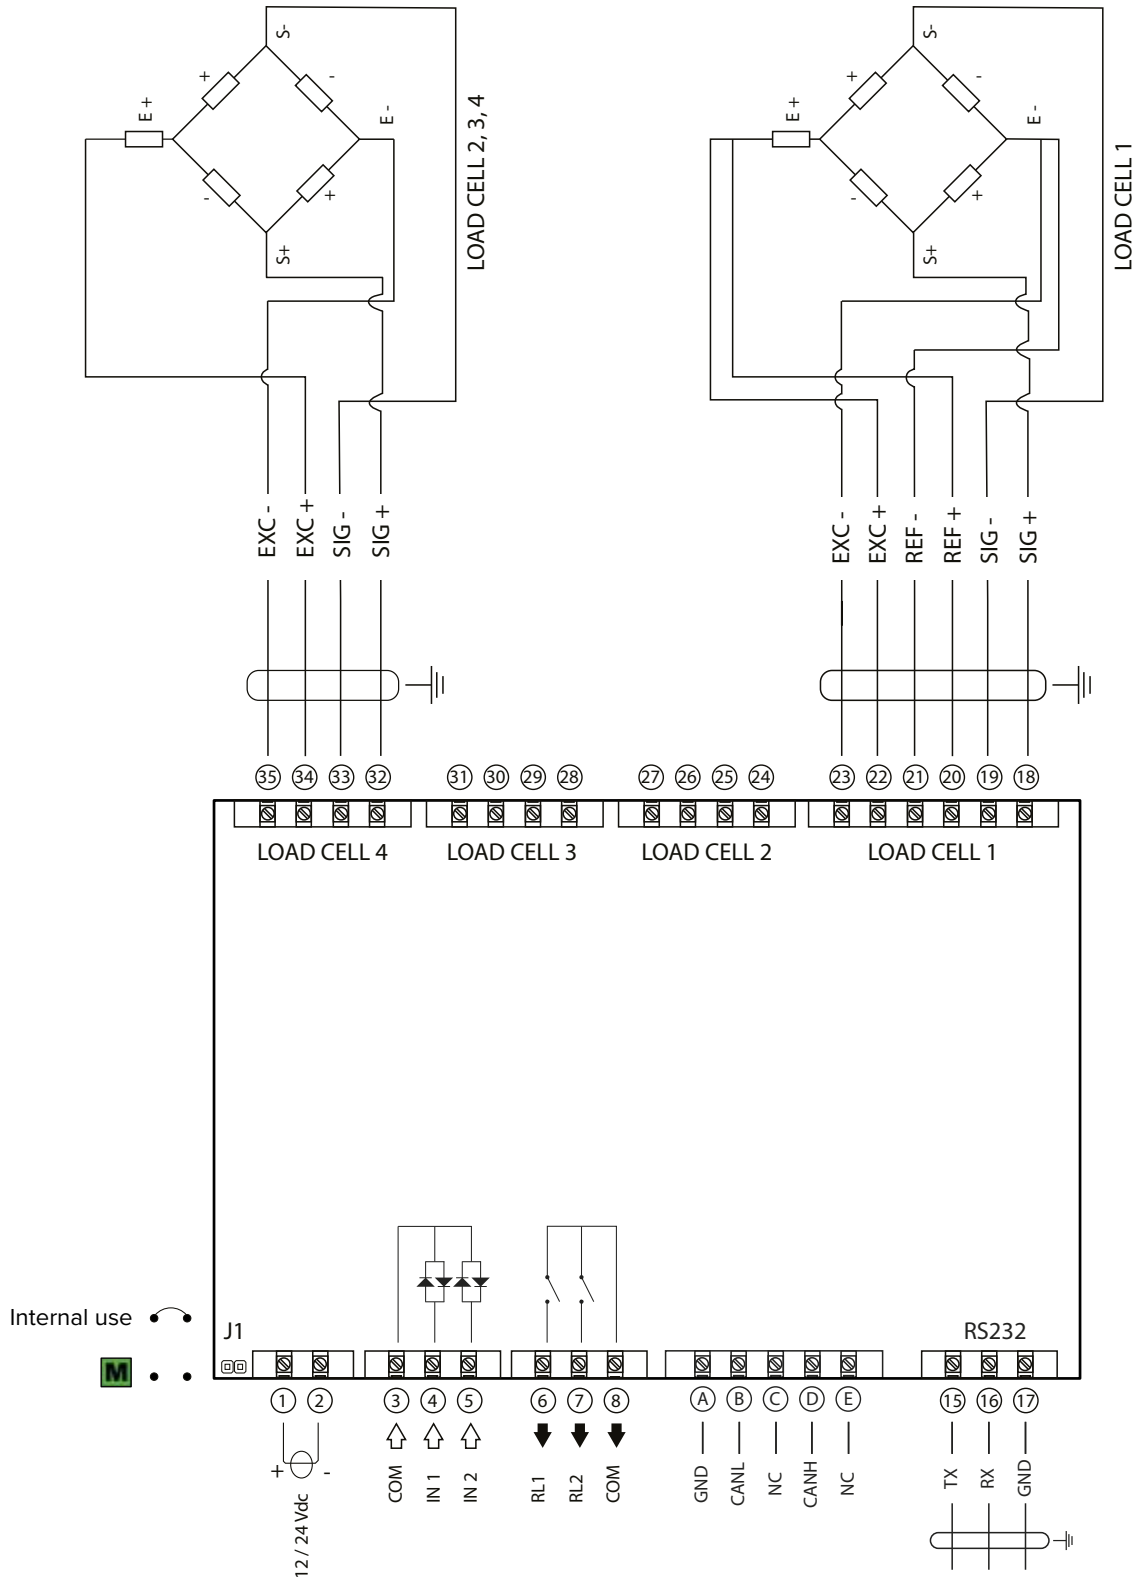 S-
+
-
E +
E -
-
+
S+
LOAD CELL 2, 3, 4
S-
+
-
E +
E -
-
+
S+
LOAD CELL 1
EXC -
EXC +
SIG -
SIG +
EXC -
EXC +
REF -
REF +
SIG -
SIG +
35 34 33 32 31 30 29 28 27 26 25 24 23 22 21 20 19 18
LOAD CELL 4 LOAD CELL 3 LOAD CELL 2 LOAD CELL 1
Internal use
J1
RS232
M
1 2 3 4 5 6 7 8 A B C D E 15 16 17
+ -
12 / 24 Vdc
COM
IN 1
IN 2
RL1
RL2
COM
GND
CANL
NC
CANH
NC
TX
RX
GND